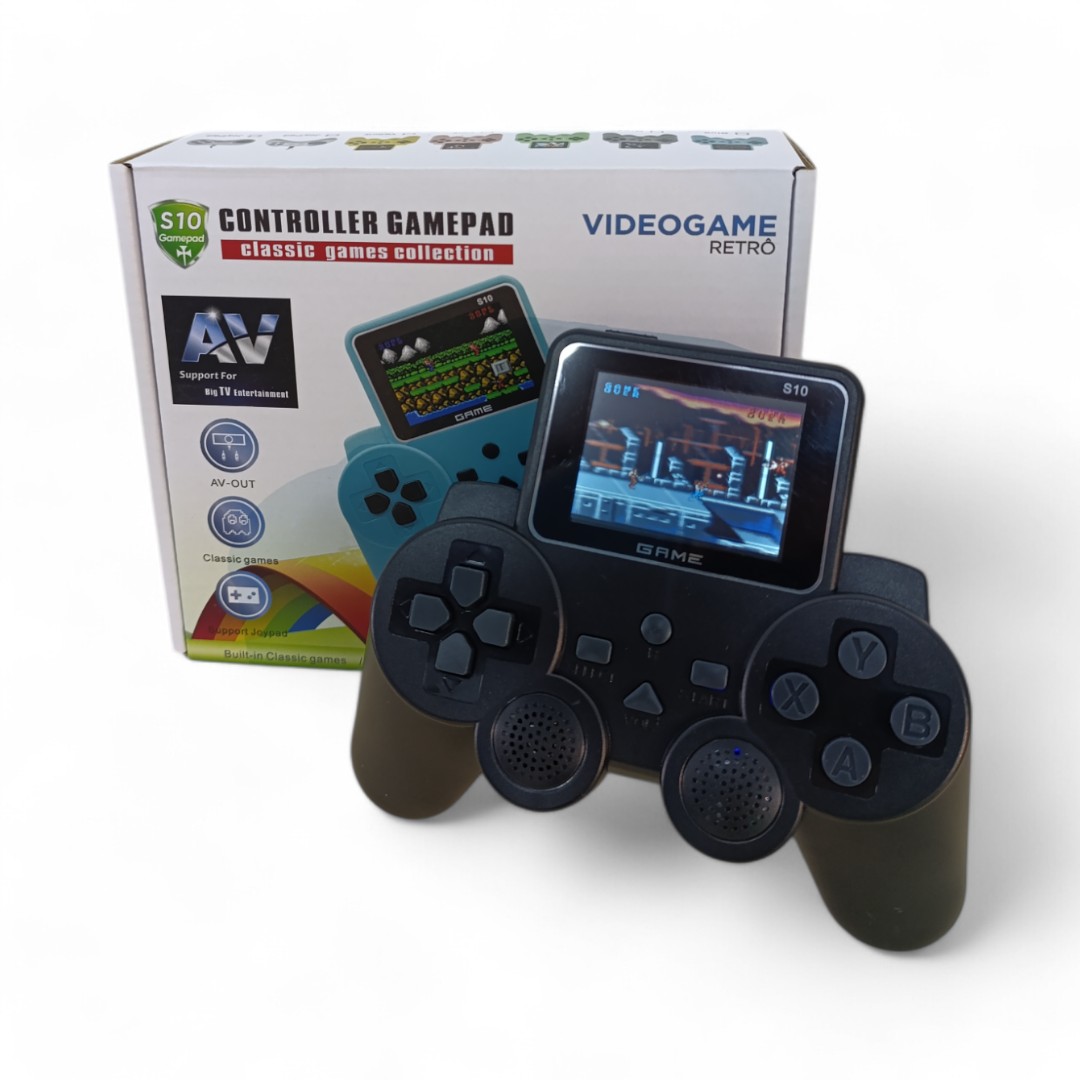 S10
Gamepad
CONTROLLER GAMEPAD
classic games collection
VIDEOGAME
RETRÔ
AV
Support For
Big TV Entertainment
AV-OUT
Classic games
Support Joypad
Built-in Classic games
S10
GAME
S10
GAME
Y
X
B
A